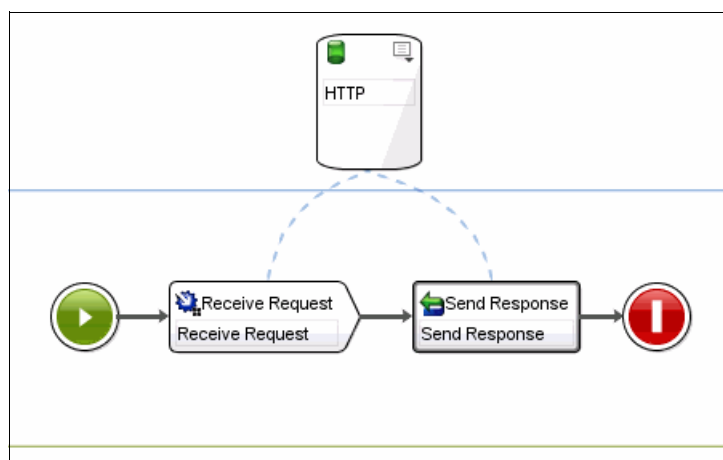 HTTP
Receive Request
Receive Request
Send Response
Send Response